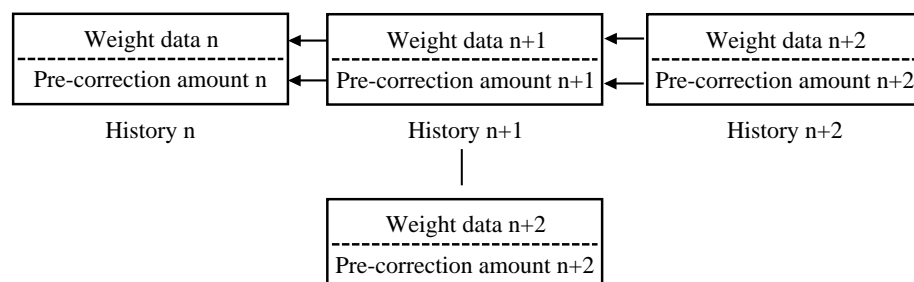 Weight data n
Pre-correction amount n
History n
Weight data n+1
Pre-correction amount n+1
History n+1
Weight data n+2
Pre-correction amount n+2
History n+2
Weight data n+2
Pre-correction amount n+2